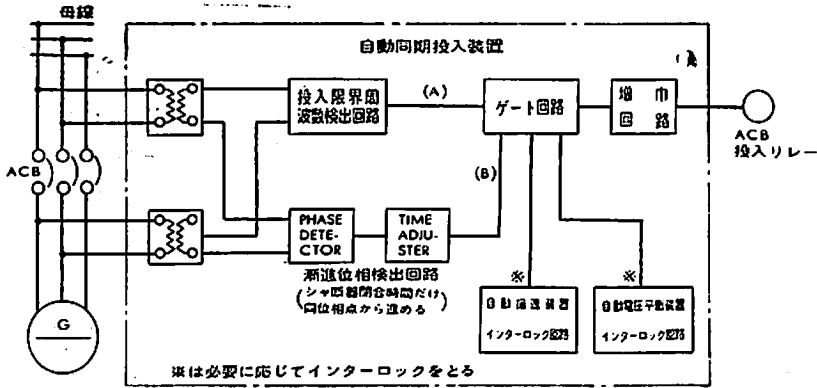 母線
自動同期投入装置
投入限界周
波数検出回路
(A)
ゲート回路
増巾
回路
ACB
投入リレー
ACB
(B)
PHASE
DETE-
CTOR
TIME
ADJU-
STER
漸進位相検出回路
(シャ断器閉合時間だけ
同位相点から進める)
※
※
自動揃速装置
インターロック回路
自動電圧平衡装置
インターロック回路
G
※は必要に応じてインターロックをとる